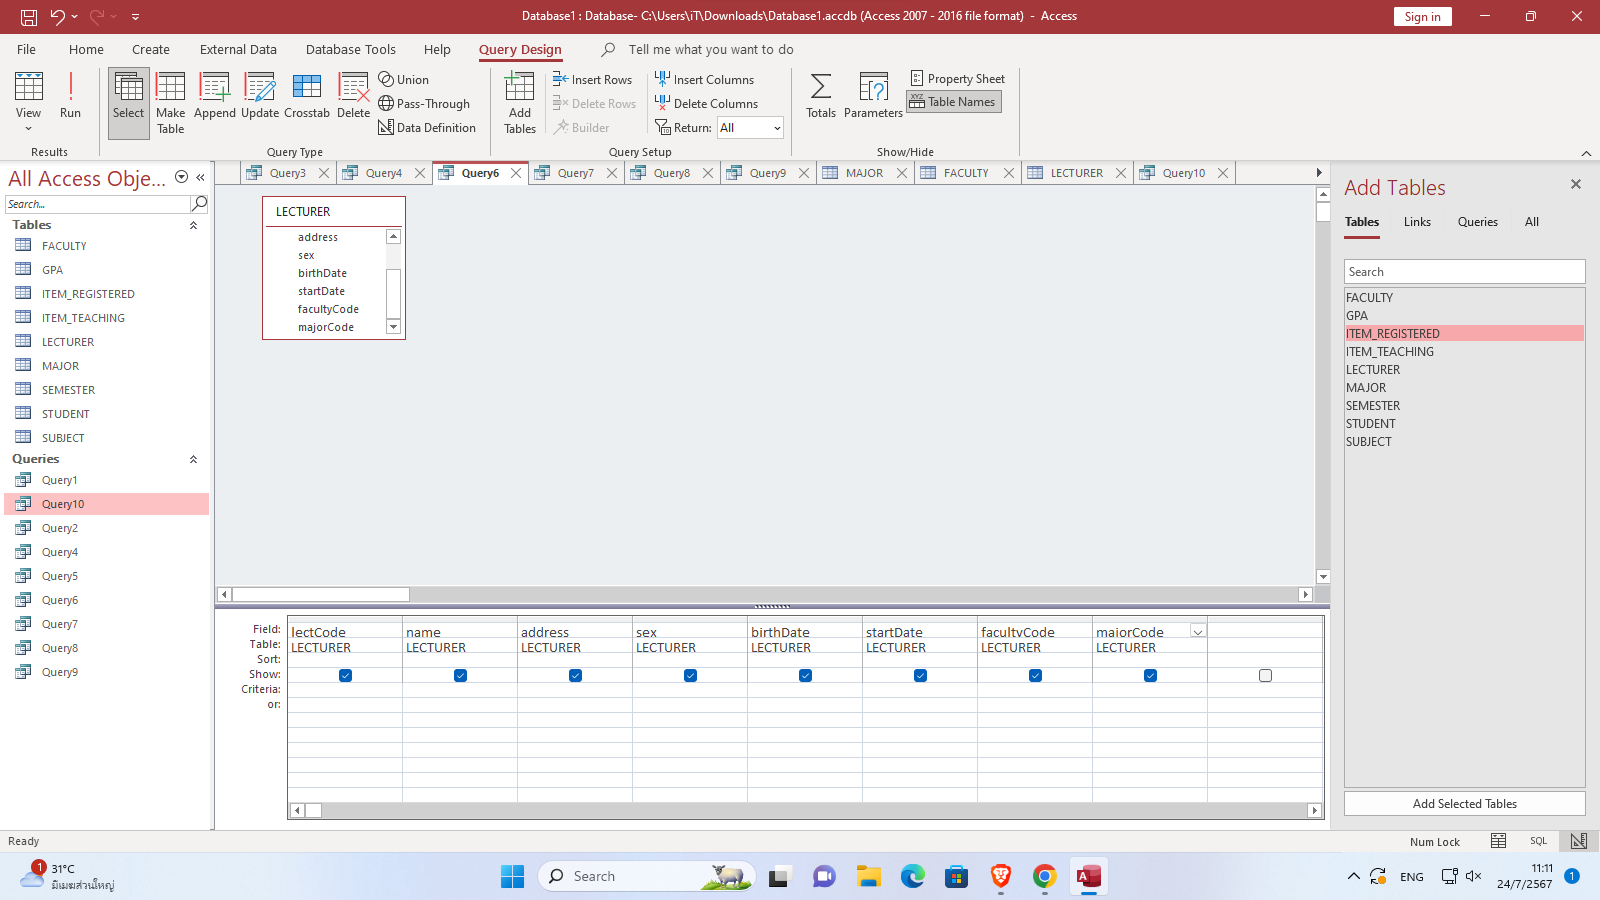 Database1 : Database- C:\Users\iT\Downloads\Database1.accdb (Access 2007 - 2016 file format) - Access
Sign in
File Home Create External Data Database Tools Help Query Design Tell me what you want to do
View
Run
Results
Select
Make Table
Append
Update
Crosstab
Delete
Union
Pass-Through
Data Definition
Query Type
Add Tables
Insert Rows
Delete Rows
Builder
Insert Columns
Delete Columns
Return: All
Query Setup
Totals
Parameters
Property Sheet
XYZ Table Names
Show/Hide
All Access Obje...
Search...
Tables
FACULTY
GPA
ITEM_REGISTERED
ITEM_TEACHING
LECTURER
MAJOR
SEMESTER
STUDENT
SUBJECT
Queries
Query1
Query10
Query2
Query4
Query5
Query6
Query7
Query8
Query9
Query3 Query4 Query6 Query7 Query8 Query9 MAJOR FACULTY LECTURER Query10
LECTURER
address
sex
birthDate
startDate
facultyCode
majorCode
Field: lectCode name address sex birthDate startDate facultyCode majorCode
Table: LECTURER LECTURER LECTURER LECTURER LECTURER LECTURER LECTURER LECTURER
Sort:
Show:
Criteria:
or:
Add Tables
Tables Links Queries All
Search
FACULTY
GPA
ITEM_REGISTERED
ITEM_TEACHING
LECTURER
MAJOR
SEMESTER
STUDENT
SUBJECT
Add Selected Tables
Ready
Num Lock
SQL
1
31°C
มีเมฆส่วนใหญ่
Search
ENG
11:11
24/7/2567
1